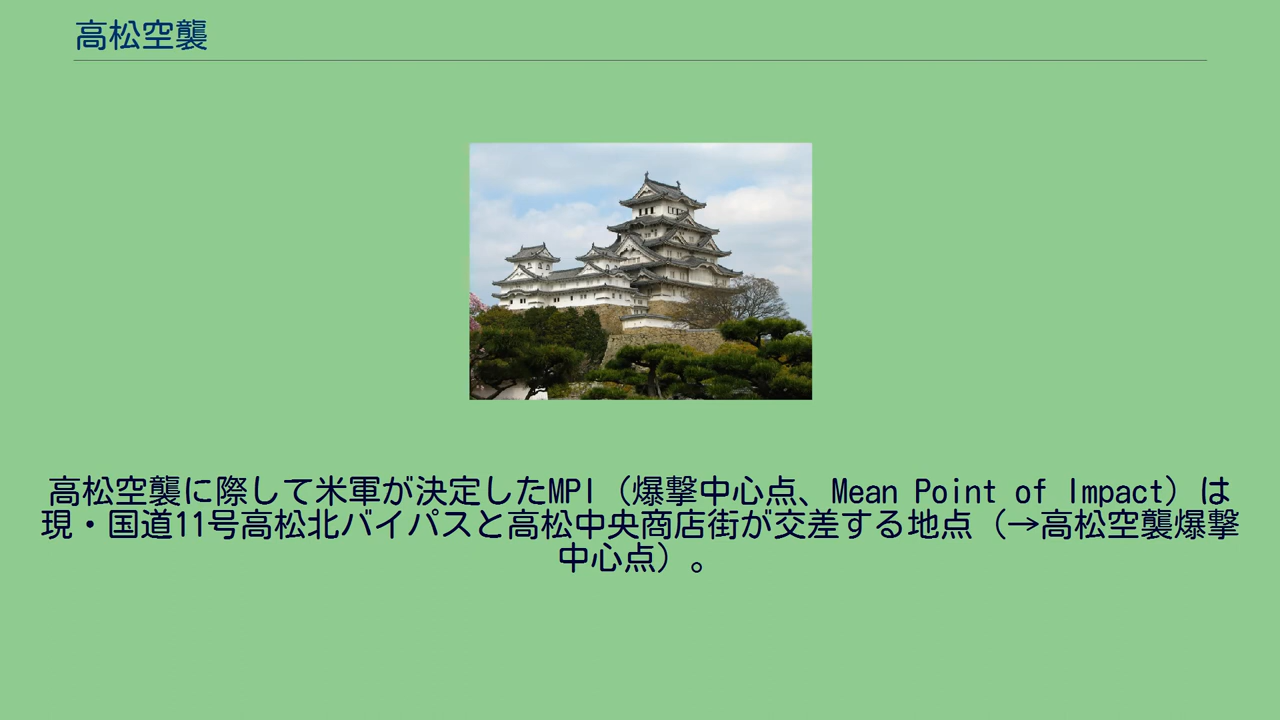 高松空襲
高松空襲に際して米軍が決定したMPI（爆撃中心点、Mean Point of Impact）は
現・国道11号高松北バイパスと高松中央商店街が交差する地点（→高松空襲爆撃
中心点）。